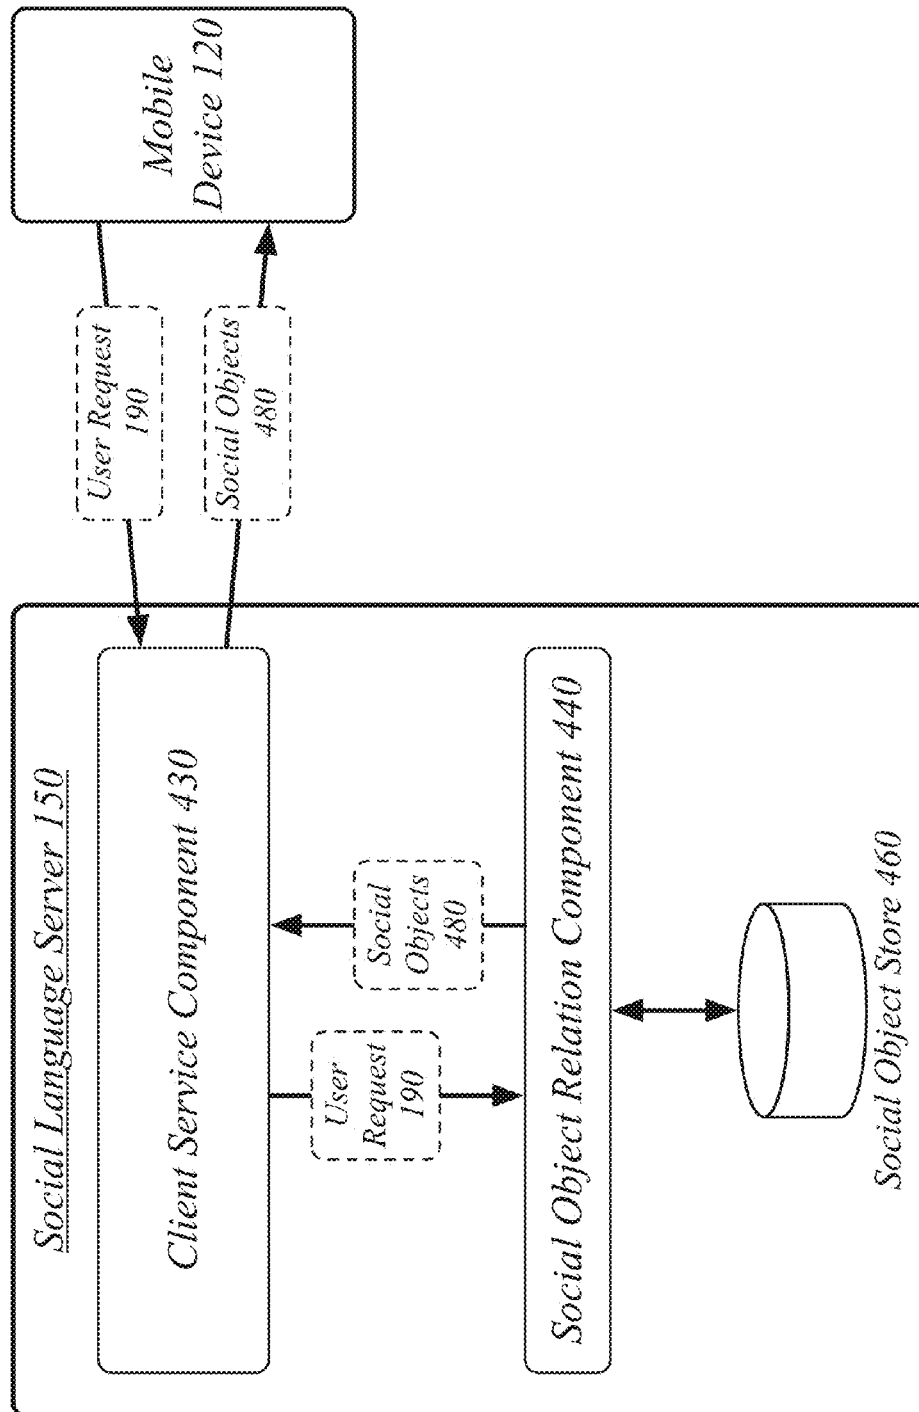 Social Language Server 150
Client Service Component 430
User
Request
190
Social
Objects
480
Social Object Relation Component 440
Social Object Store 460
User Request
190
Social Objects
480
Mobile
Device 120